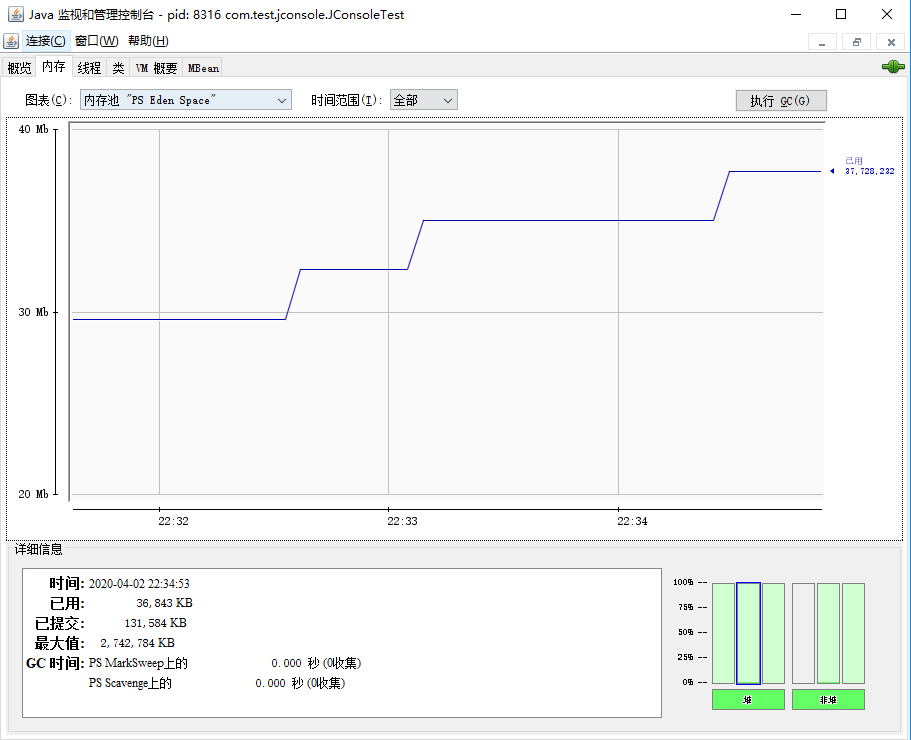 Java 监视和管理控制台 - pid: 8316 com.test.jconsole.JConsoleTest
连接(C) 窗口(W) 帮助(H)
概览 内存 线程 类 VM 概要 MBean
图表(C): 内存池 "PS Eden Space" 时间范围(I): 全部 执行 GC(G)
40 Mb
已用
37,728,232
30 Mb
20 Mb
22:32 22:33 22:34
详细信息
时间: 2020-04-02 22:34:53
已用: 36,843 KB
已提交: 131,584 KB
最大值: 2,742,784 KB
GC 时间: PS MarkSweep上的 0.000 秒 (0收集)
PS Scavenge上的 0.000 秒 (0收集)
100% --
75% --
50% --
25% --
0% --
堆 非堆